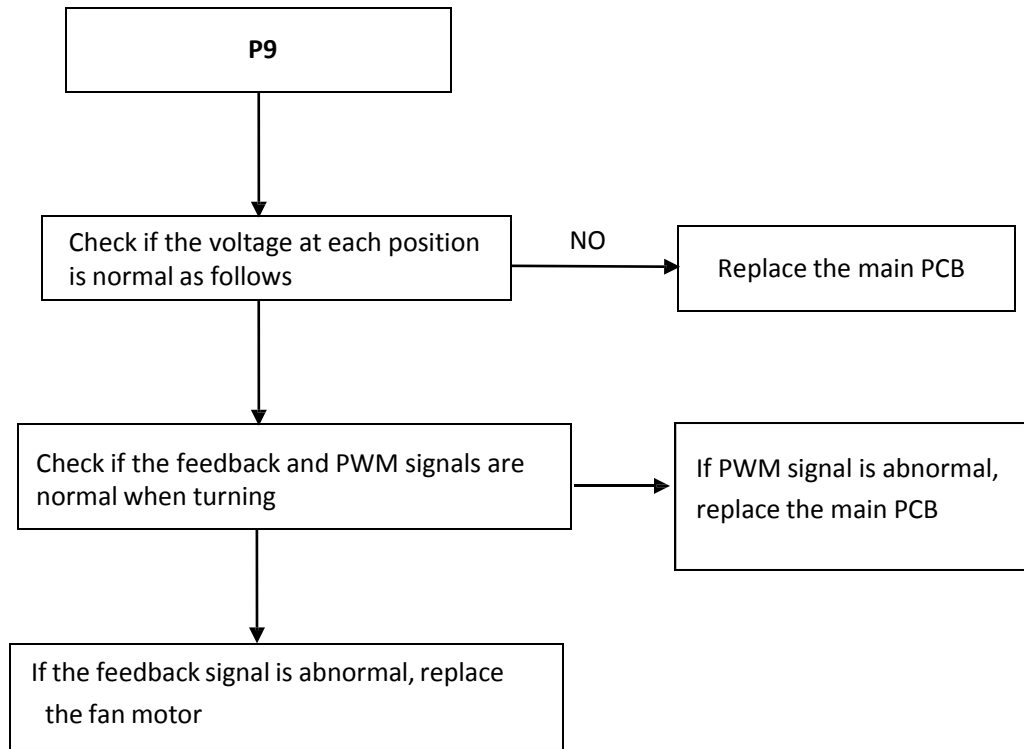 P9
Check if the voltage at each position
is normal as follows
NO
Replace the main PCB
Check if the feedback and PWM signals are
normal when turning
If PWM signal is abnormal,
replace the main PCB
If the feedback signal is abnormal, replace
the fan motor